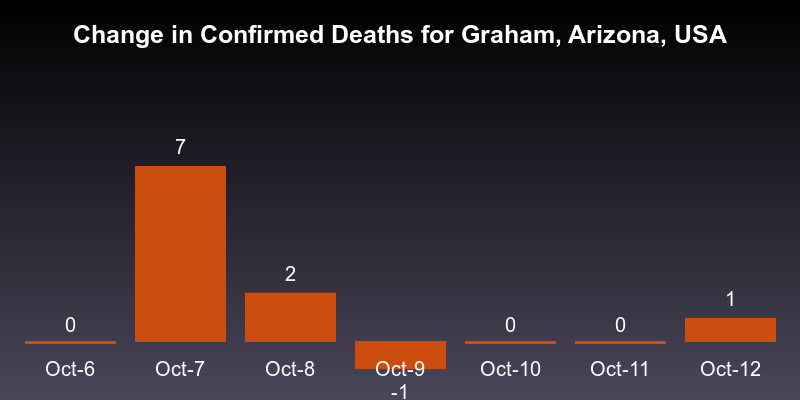 Change in Confirmed Deaths for Graham, Arizona, USA
7
2
1
0
0
0
Oct-6
Oct-7
Oct-8
Oct-9
Oct-10
Oct-11
Oct-12
-1